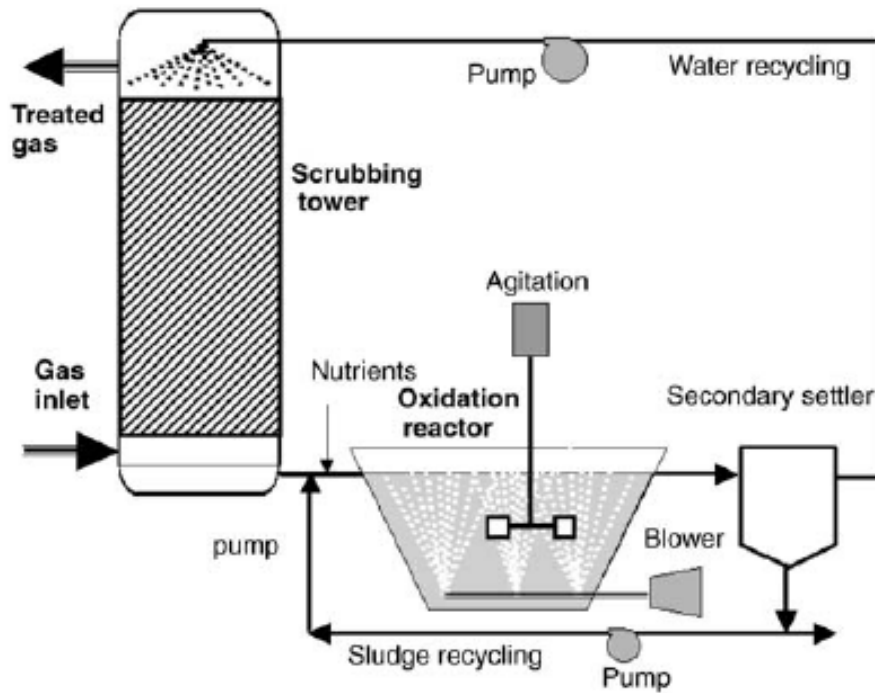 Pump
Water recycling
Treated
gas
Scrubbing
tower
Agitation
Gas
inlet
Nutrients
Oxidation
reactor
Secondary settler
pump
Blower
Sludge recycling
Pump